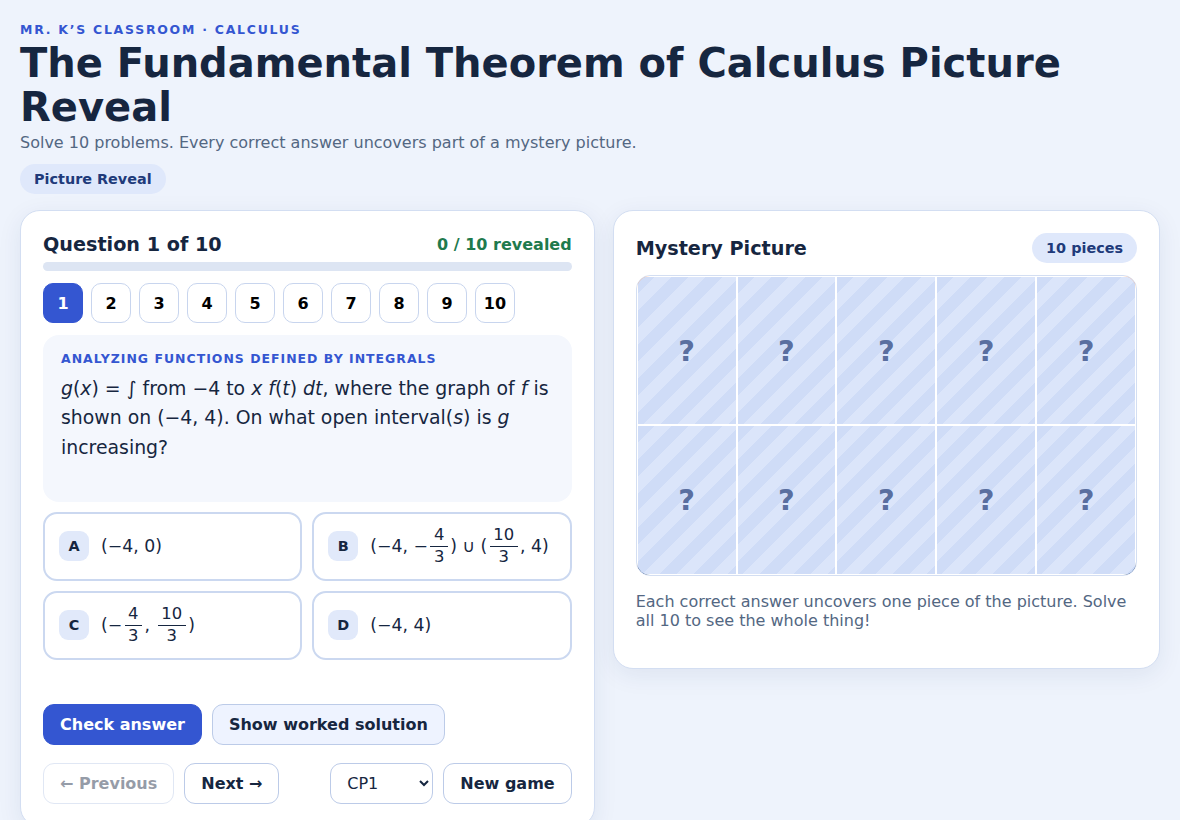 MR. K’S CLASSROOM · CALCULUS
The Fundamental Theorem of Calculus Picture
Reveal
Solve 10 problems. Every correct answer uncovers part of a mystery picture.
Picture Reveal
Question 1 of 10
0 / 10 revealed
1 2 3 4 5 6 7 8 9 10
ANALYZING FUNCTIONS DEFINED BY INTEGRALS
g(x) = ∫ from −4 to x f(t) dt, where the graph of f is
shown on (−4, 4). On what open interval(s) is g
increasing?
A (−4, 0)
B (−4, −4/3) ∪ (10/3, 4)
C (−4/3, 10/3)
D (−4, 4)
Check answer
Show worked solution
← Previous
Next →
CP1
New game
Mystery Picture
10 pieces
? ? ? ? ?
? ? ? ? ?
Each correct answer uncovers one piece of the picture. Solve
all 10 to see the whole thing!